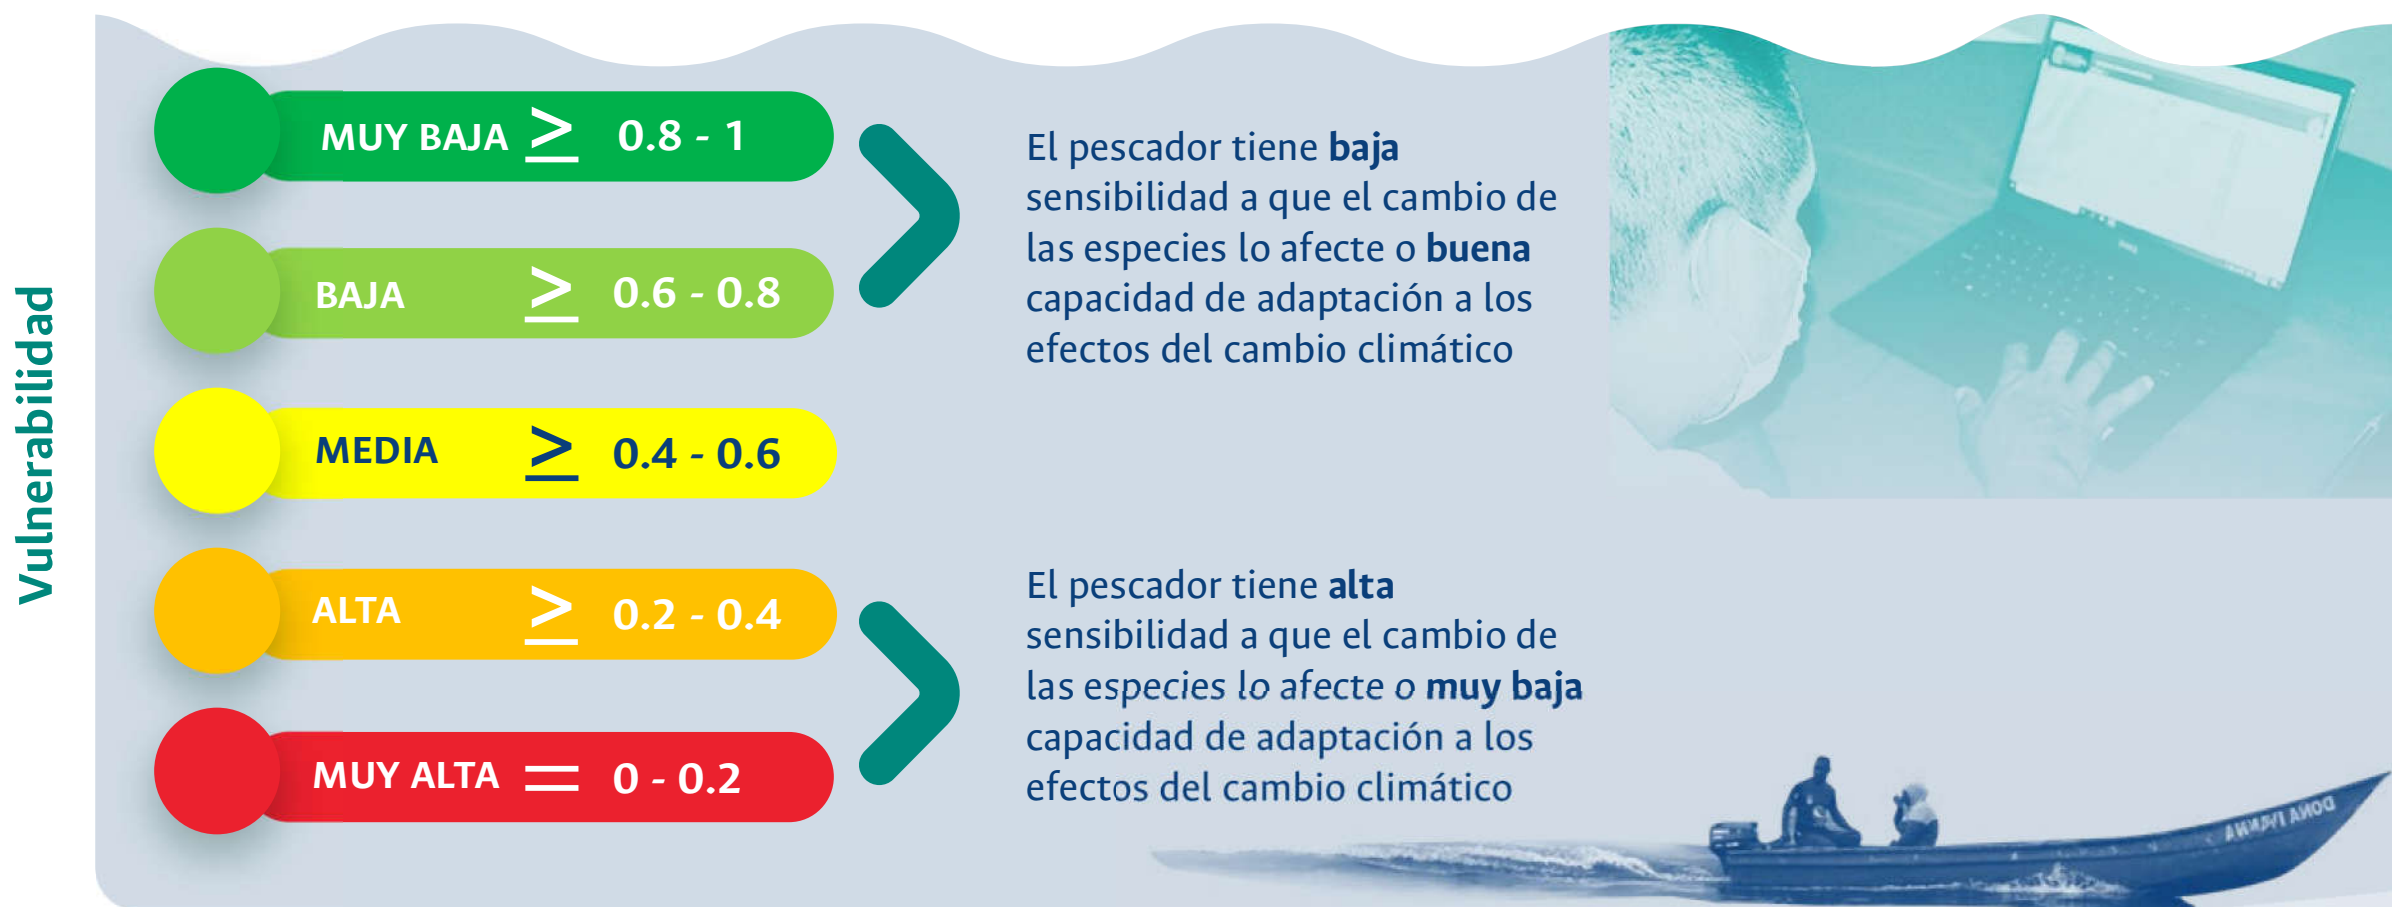 Vulnerabilidad
MUY BAJA ≥ 0.8 - 1
BAJA ≥ 0.6 - 0.8
MEDIA ≥ 0.4 - 0.6
ALTA ≥ 0.2 - 0.4
MUY ALTA = 0 - 0.2
El pescador tiene baja
sensibilidad a que el cambio de
las especies lo afecte o buena
capacidad de adaptación a los
efectos del cambio climático
El pescador tiene alta
sensibilidad a que el cambio de
las especies lo afecte o muy baja
capacidad de adaptación a los
efectos del cambio climático